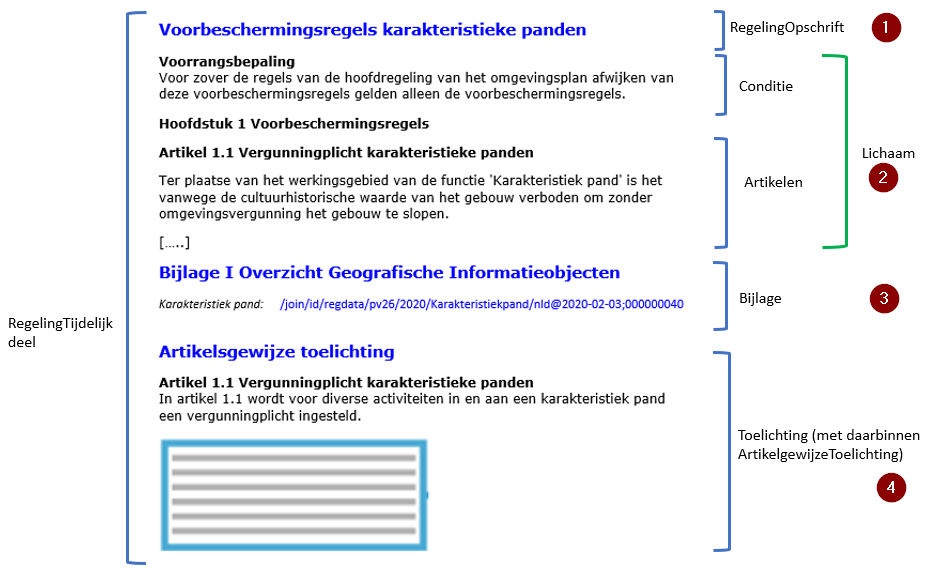 Voorbeschermingsregels karakteristieke panden
RegelingOpschrift
1
Voorrangsbepaling
Voor zover de regels van de hoofdregeling van het omgevingsplan afwijken van
deze voorbeschermingsregels gelden alleen de voorbeschermingsregels.
Conditie
Hoofdstuk 1 Voorbeschermingsregels
Artikel 1.1 Vergunningplicht karakteristieke panden
Lichaam
2
Ter plaatse van het werkingsgebied van de functie 'Karakteristiek pand' is het
vanwege de cultuurhistorische waarde van het gebouw verboden om zonder
omgevingsvergunning het gebouw te slopen.
Artikelen
[.....]
Bijlage I Overzicht Geografische Informatieobjecten
Karakteristiek pand: /join/id/regdata/pv26/2020/Karakteristiekpand/nld@2020-02-03;000000040
Bijlage
3
RegelingTijdelijk
deel
Artikelsgewijze toelichting
Artikel 1.1 Vergunningplicht karakteristieke panden
In artikel 1.1 wordt voor diverse activiteiten in en aan een karakteristiek pand
een vergunningplicht ingesteld.
Toelichting (met daarbinnen
ArtikelgewijzeToelichting)
4